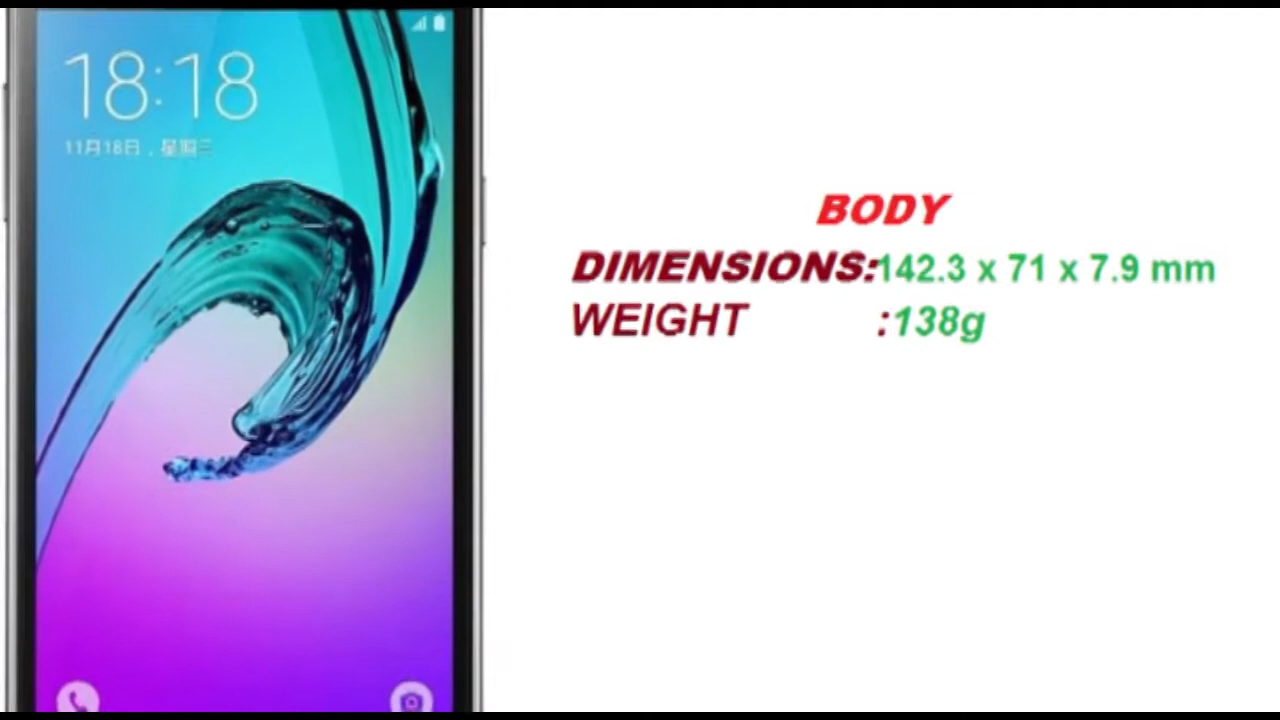 18:18
11月18日，星期三
BODY
DIMENSIONS:142.3 x 71 x 7.9 mm
WEIGHT :138g